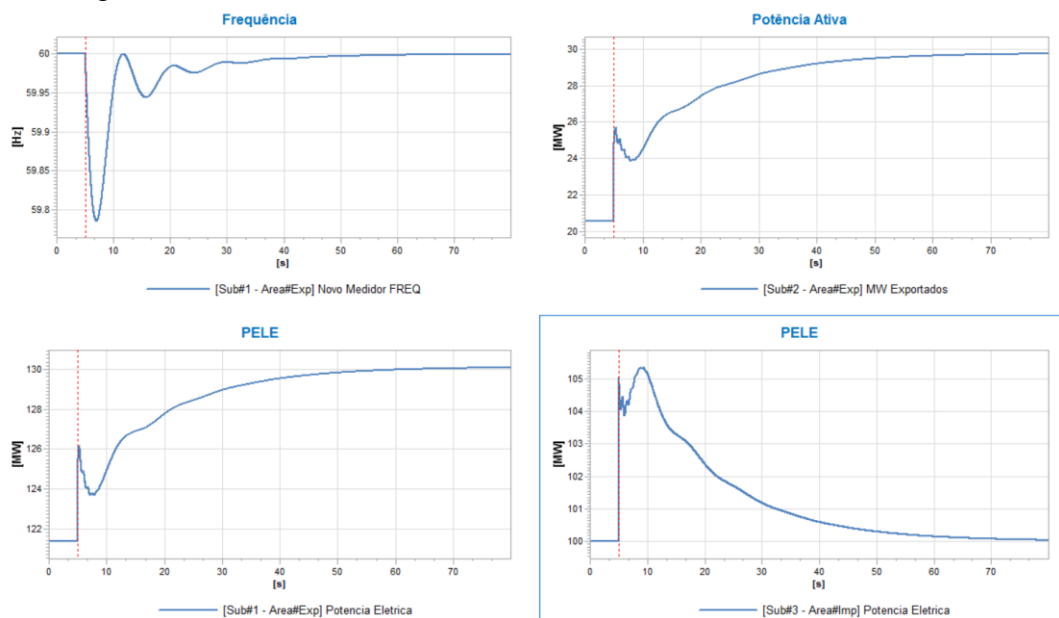 Frequência
[Hz]
60
59.95
59.9
59.85
59.8
0 10 20 30 40 50 60 70
[s]
[Sub#1 - Area#Exp] Novo Medidor FREQ
Potência Ativa
[MW]
30
28
26
24
22
20
0 10 20 30 40 50 60 70
[s]
[Sub#2 - Area#Exp] MW Exportados
PELE
[MW]
130
128
126
124
122
0 10 20 30 40 50 60 70
[s]
[Sub#1 - Area#Exp] Potencia Eletrica
PELE
[MW]
105
104
103
102
101
100
0 10 20 30 40 50 60 70
[s]
[Sub#3 - Area#Imp] Potencia Eletrica